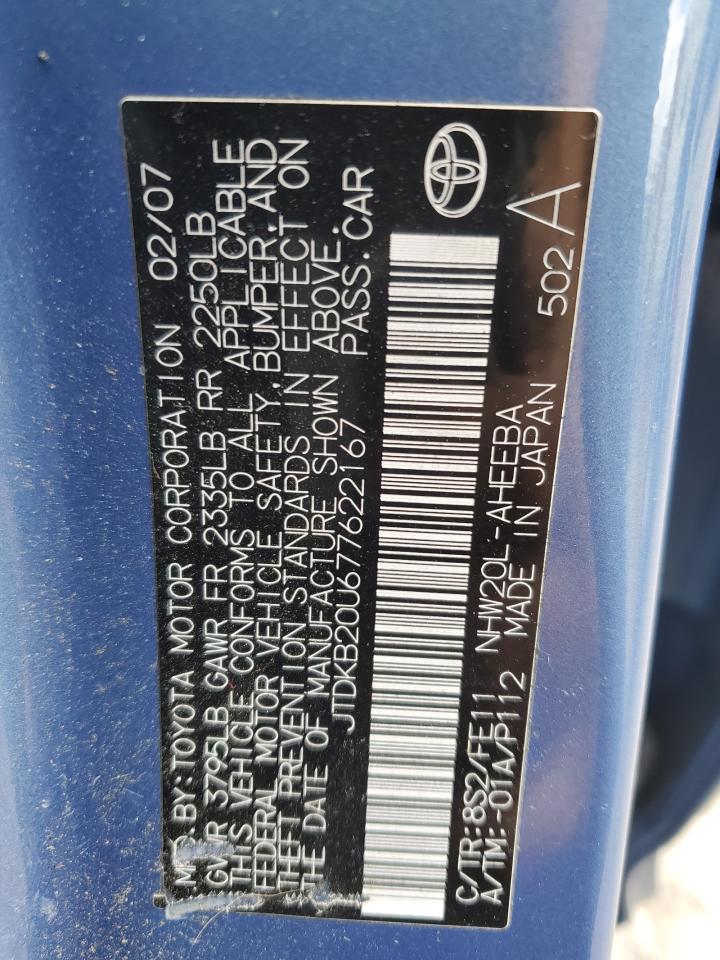 MFD. BY: TOYOTA MOTOR CORPORATION 02/07
GVWR 3795LB GAWR FR 2335LB RR 2250LB
THIS VEHICLE CONFORMS TO ALL APPLICABLE
FEDERAL MOTOR VEHICLE SAFETY, BUMPER, AND
THEFT PREVENTION STANDARDS IN EFFECT ON
THE DATE OF MANUFACTURE SHOWN ABOVE.
JTDKB20U677622167 PASS. CAR
C/TR: 8S2/FE11 NHW20L-AHEEBA
A/TM: -01A/P112 MADE IN JAPAN 502 A